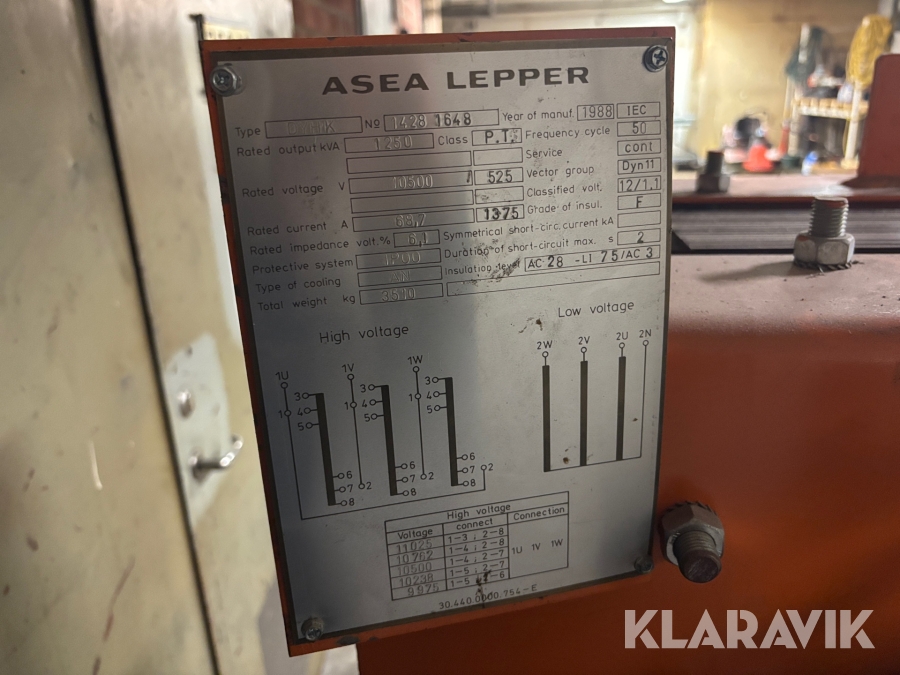 ASEA LEPPER
Type No 1428 1648 Year of manuf. 1988 IEC
Rated output kVA 1250 Class P.T. Frequency cycle 50
Service cont
Rated voltage V 10500 525 Vector group Dyn11
Classified volt. 12/1,1
Rated current A 68,7 1375 Grade of insul. F
Rated impedance volt.% 6,1 Symmetrical short-circ. current kA
Protective system Duration of short-circuit max. s 2
Type of cooling AN Insulation level AC 28 -LI 75/AC 3
Total weight kg
High voltage Low voltage
1U 1V 1W 2W 2V 2U 2N
3 3 3
4 4 4
1 1 1
5 5 5
6 6 6
7 2 7 2 7 2
8 8 8
High voltage
Voltage connect Connection
11025 1-3 , 2-8
10762 1-4 , 2-8
10500 1-4 , 2-7 1U 1V 1W
10238 1-5 , 2-7
9975 1-5 , 2-6
30.440.0000.754-E
KLARAVIK